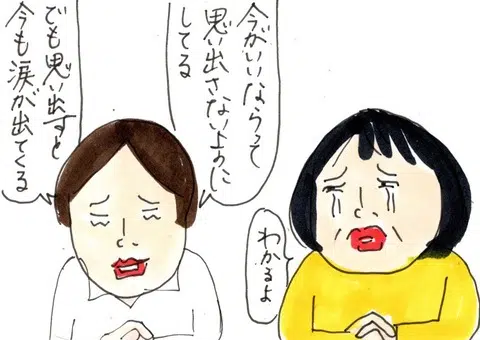 今がいいならって
思い出さないように
してる
でも思い出すと
今も涙が出てくる
わかるよ